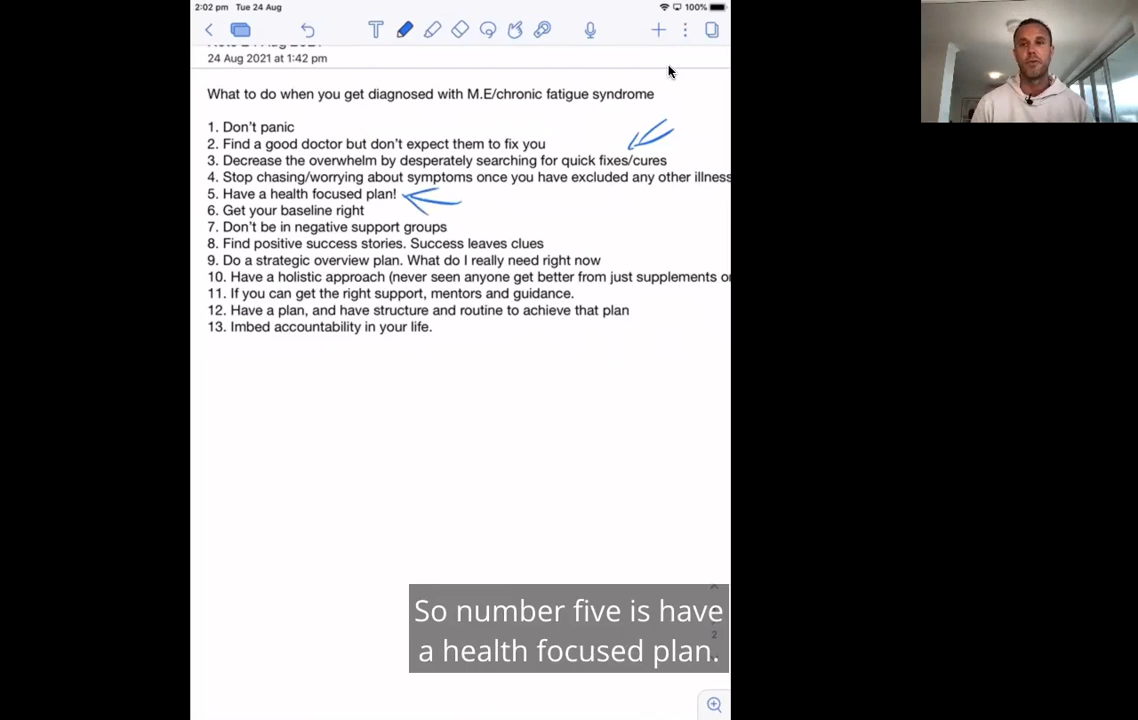 2:02 pm Tue 24 Aug
100%
24 Aug 2021 at 1:42 pm
What to do when you get diagnosed with M.E/chronic fatigue syndrome
1. Don't panic
2. Find a good doctor but don't expect them to fix you
3. Decrease the overwhelm by desperately searching for quick fixes/cures
4. Stop chasing/worrying about symptoms once you have excluded any other illness
5. Have a health focused plan!
6. Get your baseline right
7. Don't be in negative support groups
8. Find positive success stories. Success leaves clues
9. Do a strategic overview plan. What do I really need right now
10. Have a holistic approach (never seen anyone get better from just supplements or
11. If you can get the right support, mentors and guidance.
12. Have a plan, and have structure and routine to achieve that plan
13. Imbed accountability in your life.
So number five is have
a health focused plan.
2